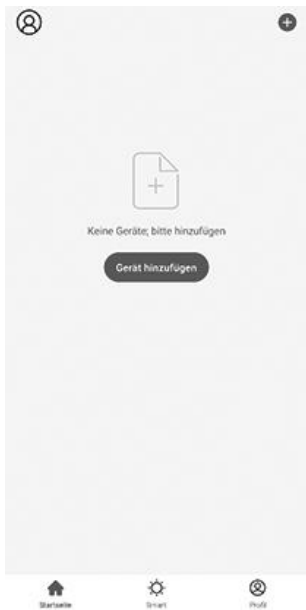 Keine Geräte, bitte hinzufügen
Gerät hinzufügen
Startseite
Smart
Profil